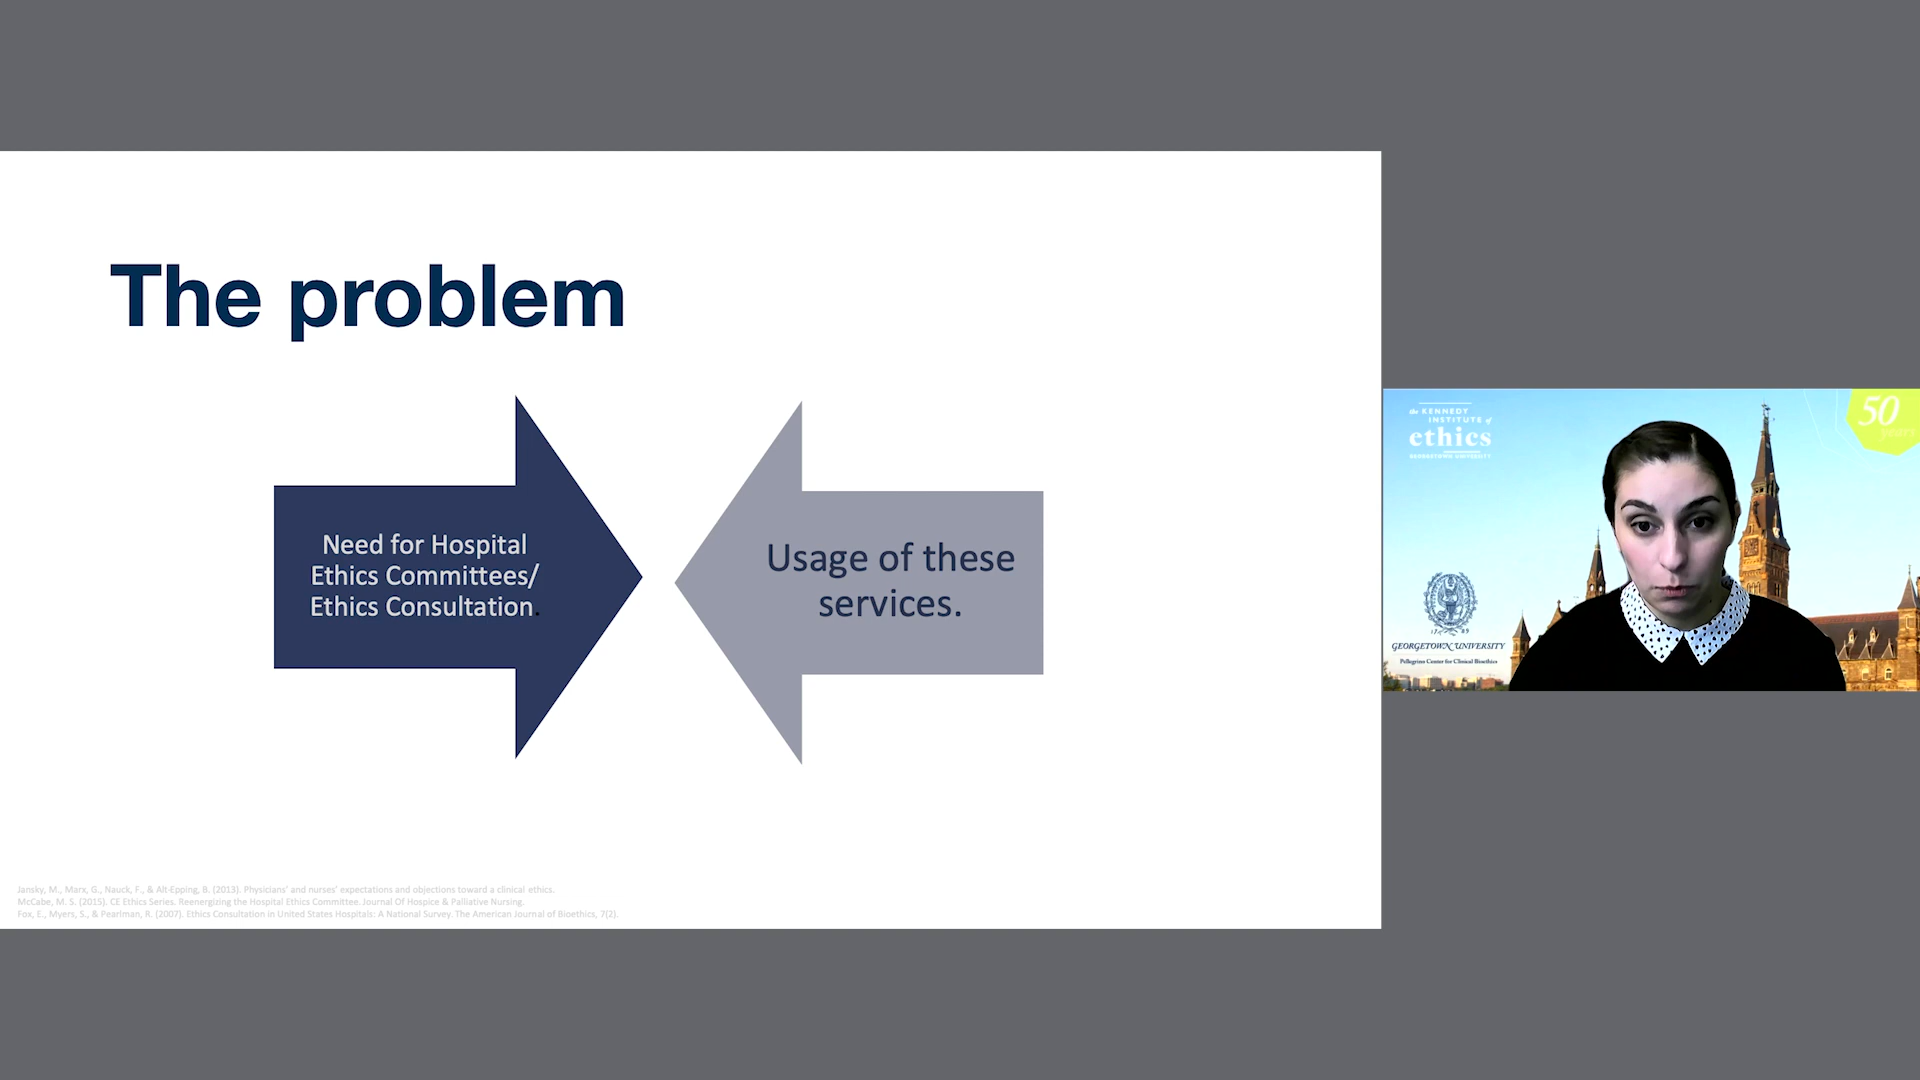 The problem
Need for Hospital
Ethics Committees/
Ethics Consultation.
Usage of these
services.
Jansky, M., Marx, G., Nauck, F., & Alt-Epping, B. (2013). Physicians' and nurses' expectations and objections toward a clinical ethics.
McCabe, M. S. (2015). CE Ethics Series. Reenergizing the Hospital Ethics Committee. Journal Of Hospice & Palliative Nursing.
Fox, E., Myers, S., & Pearlman, R. (2007). Ethics Consultation in United States Hospitals: A National Survey. The American Journal of Bioethics, 7(2).
the KENNEDY
INSTITUTE of
ethics
GEORGETOWN UNIVERSITY
50
years
17 89
GEORGETOWN UNIVERSITY
Pellegrino Center for Clinical Bioethics